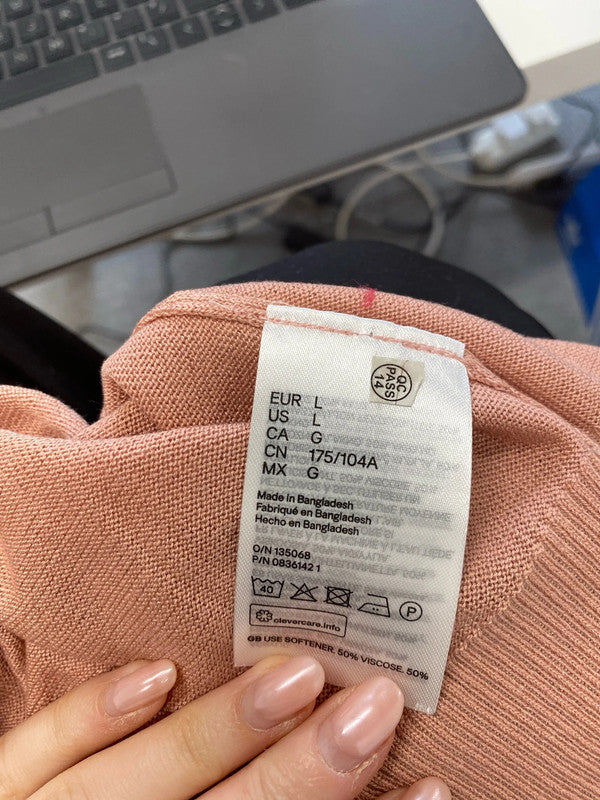 QC
PASS
14
EUR L
US L
CA G
CN 175/104A
MX G
Made in Bangladesh
Fabriqué en Bangladesh
Hecho en Bangladesh
O/N 135068
P/N 0836142 1
40
P
clevercare.info
GB USE SOFTENER. 50% VISCOSE. 50%